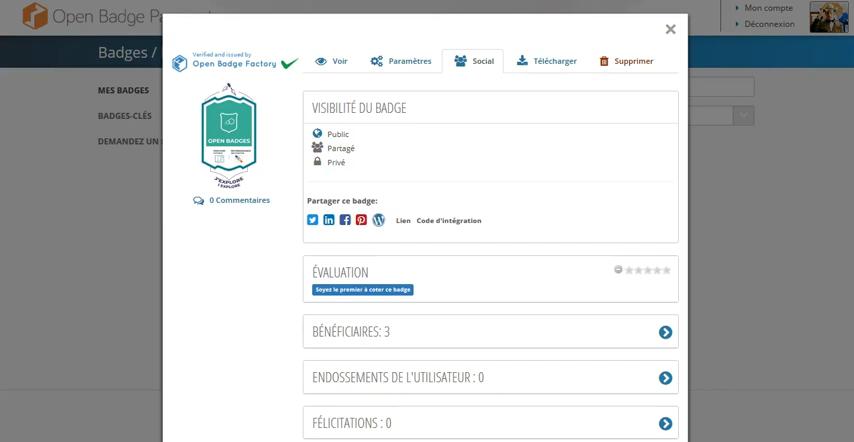 Open Badge Pa
Mon compte
Déconnexion
Badges /
MES BADGES
BADGES-CLÉS
DEMANDEZ UN
Verified and issued by
Open Badge Factory
Voir
Paramètres
Social
Télécharger
Supprimer
OPEN BADGES
J'EXPLORE
I EXPLORE
0 Commentaires
VISIBILITÉ DU BADGE
Public
Partagé
Privé
Partager ce badge:
Lien Code d'intégration
ÉVALUATION
Soyez le premier à coter ce badge
BÉNÉFICIAIRES: 3
ENDOSSEMENTS DE L'UTILISATEUR : 0
FÉLICITATIONS : 0